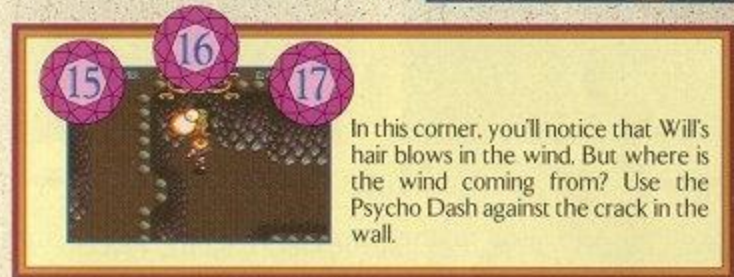 15
16
17
In this corner, you'll notice that Will's
hair blows in the wind. But where is
the wind coming from? Use the
Psycho Dash against the crack in the
wall.